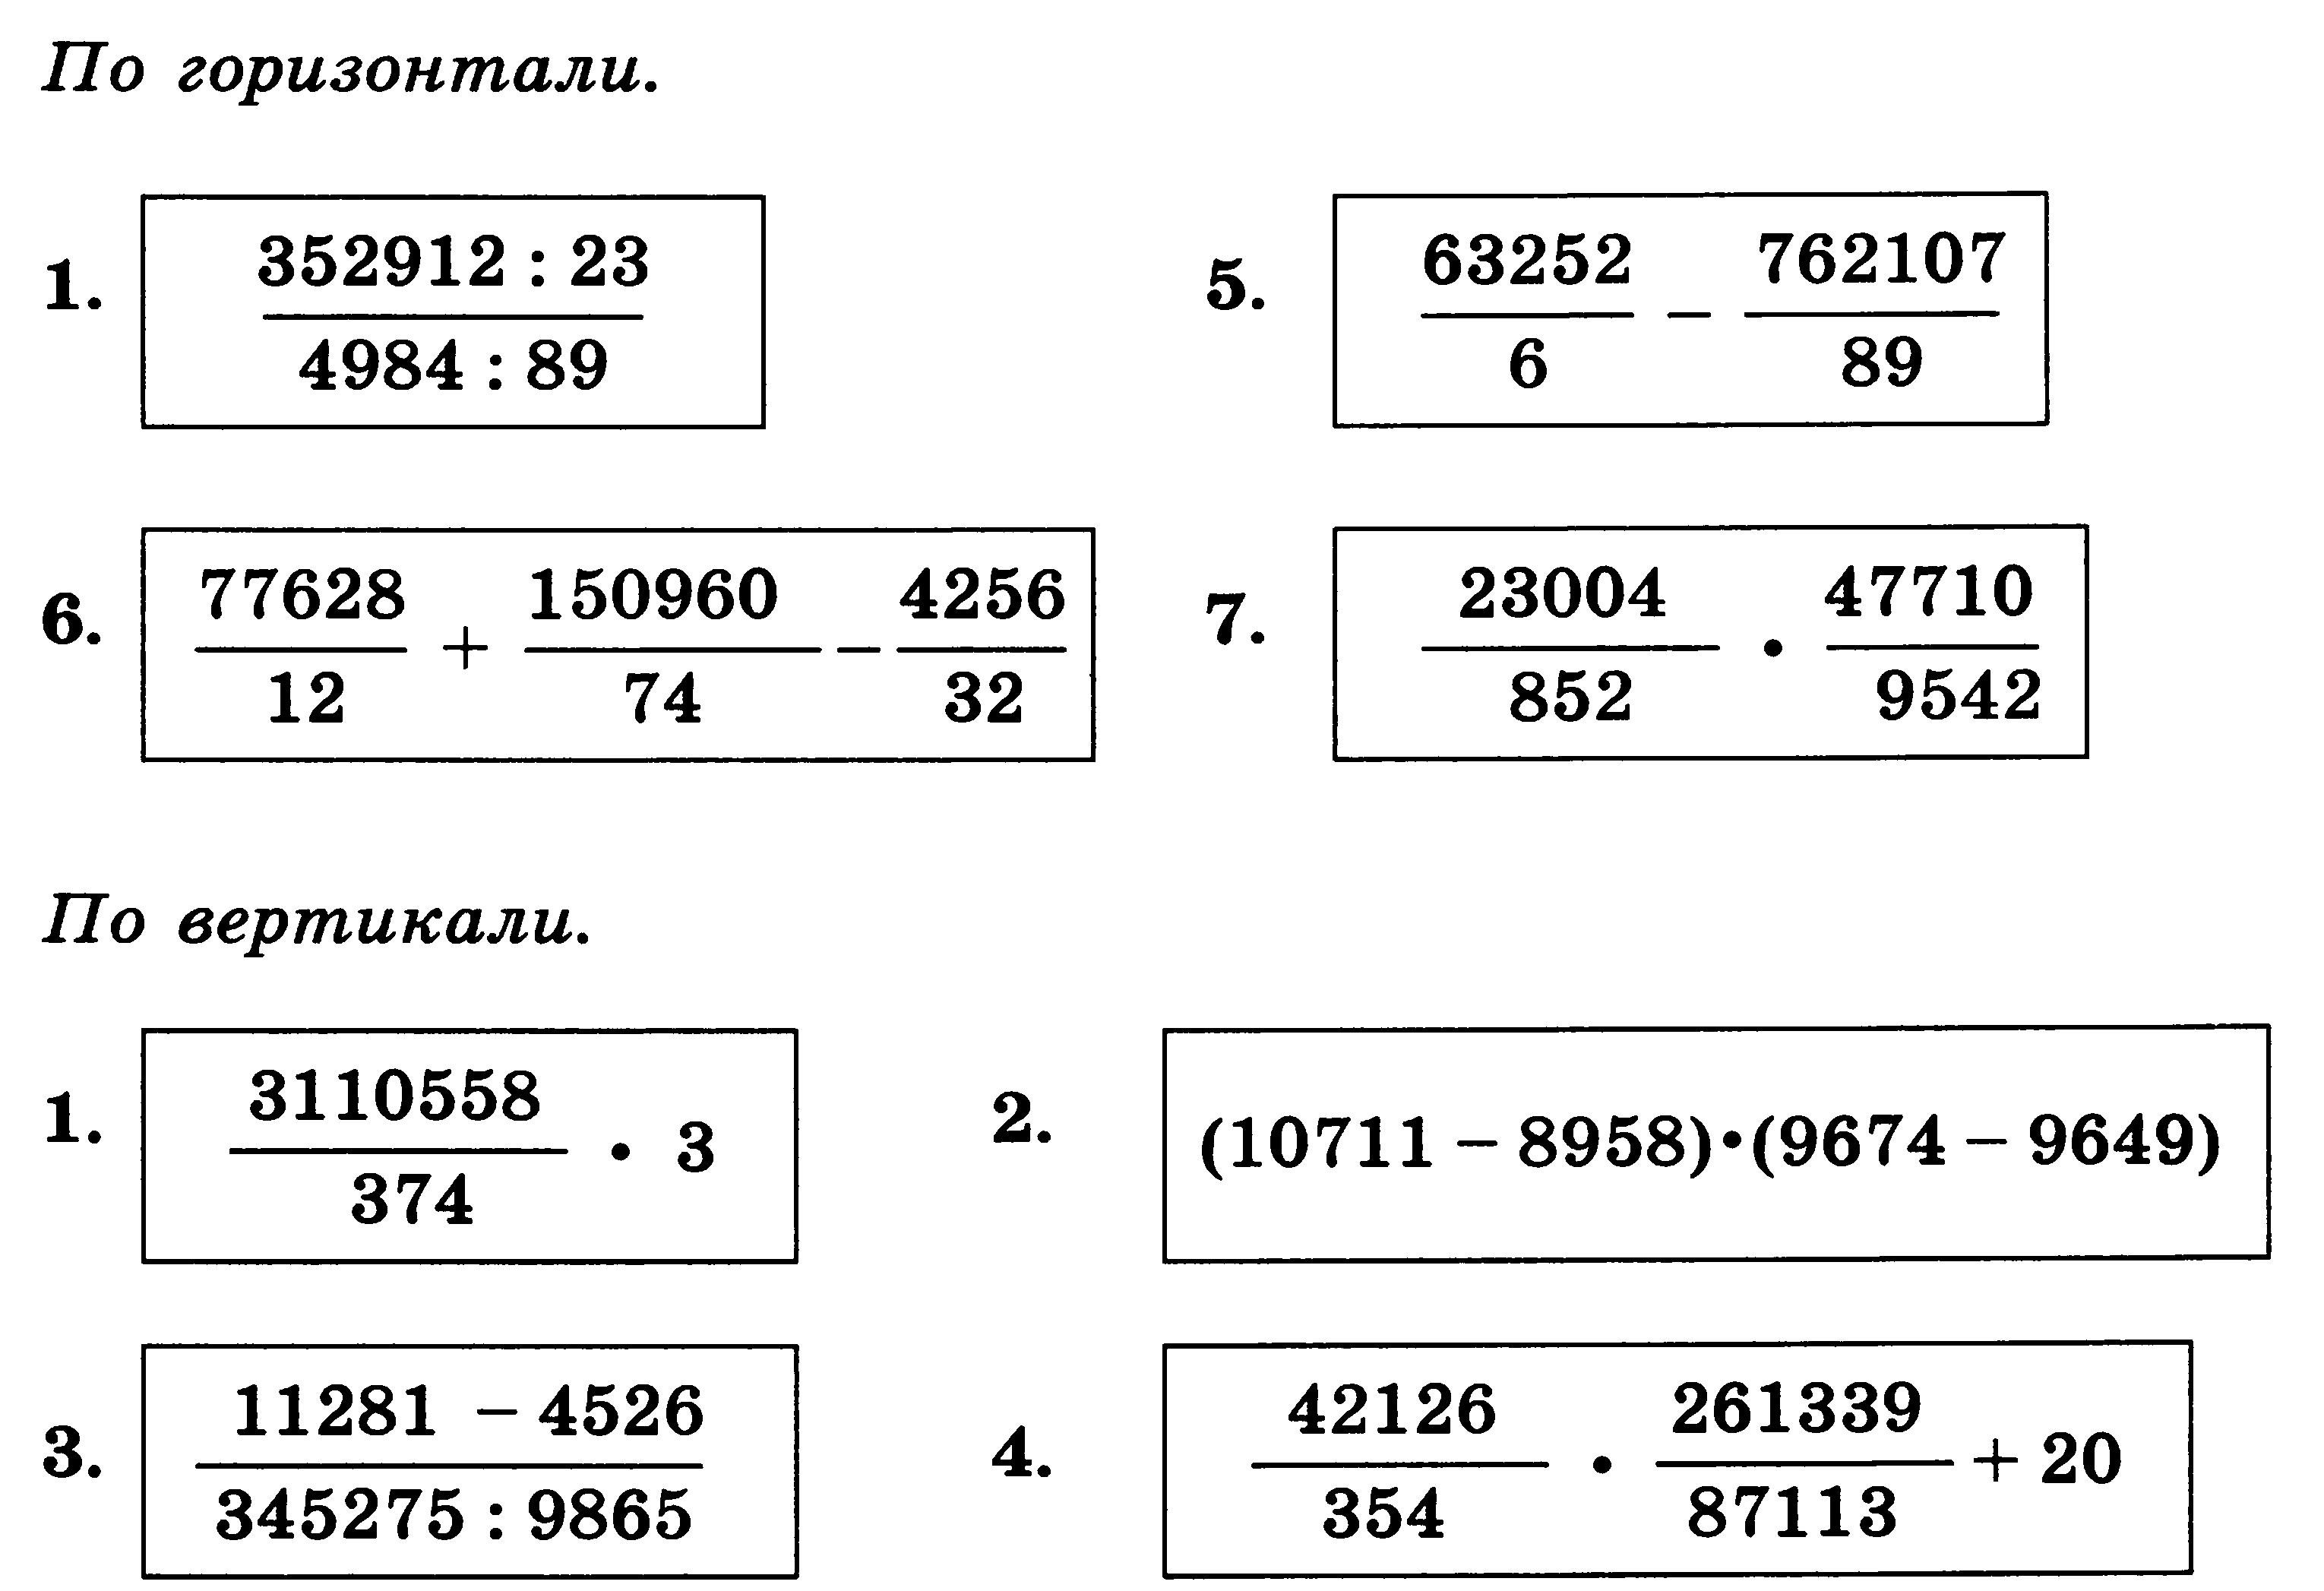 По горизонтали.
1. 352912 : 23
4984 : 89
5. 63252 – 762107
6 89
6. 77628 + 150960 – 4256
12 74 32
7. 23004 • 47710
852 9542
По вертикали.
1. 3110558 • 3
374
2. (10711 – 8958)•(9674 – 9649)
3. 11281 – 4526
345275 : 9865
4. 42126 • 261339 + 20
354 87113